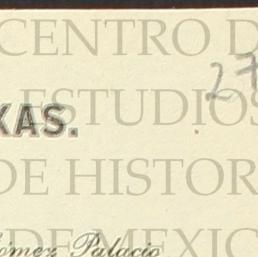 CENTRO D
27
ESTUDIOS
XAS.
DE HISTOR
ómez Palacio
DE MEXIC